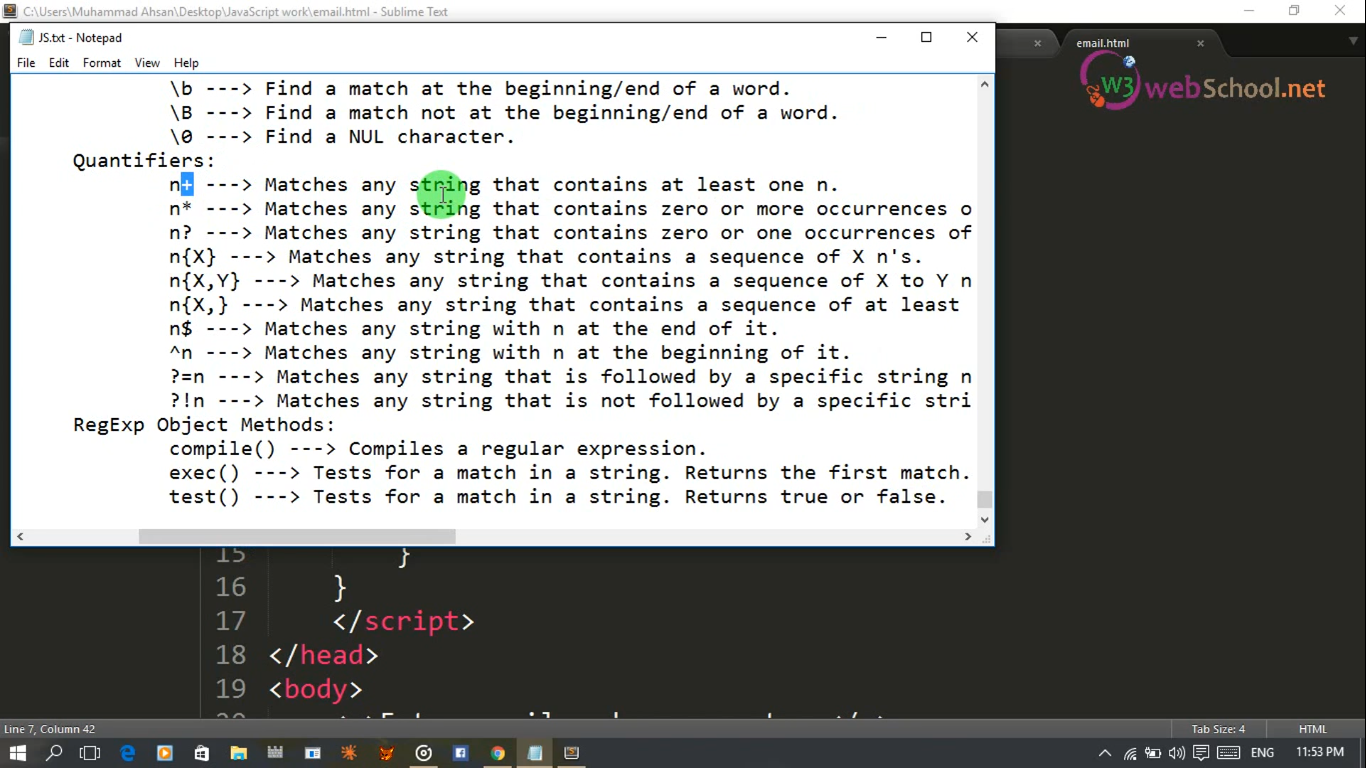 C:\Users\Muhammad Ahsan\Desktop\JavaScript work\email.html - Sublime Text
JS.txt - Notepad
email.html
File Edit Format View Help
W3 webSchool.net
\b ---> Find a match at the beginning/end of a word.
\B ---> Find a match not at the beginning/end of a word.
\0 ---> Find a NUL character.
Quantifiers:
n+ ---> Matches any string that contains at least one n.
n* ---> Matches any string that contains zero or more occurrences o
n? ---> Matches any string that contains zero or one occurrences of
n{X} ---> Matches any string that contains a sequence of X n's.
n{X,Y} ---> Matches any string that contains a sequence of X to Y n
n{X,} ---> Matches any string that contains a sequence of at least
n$ ---> Matches any string with n at the end of it.
^n ---> Matches any string with n at the beginning of it.
?=n ---> Matches any string that is followed by a specific string n
?!n ---> Matches any string that is not followed by a specific stri
RegExp Object Methods:
compile() ---> Compiles a regular expression.
exec() ---> Tests for a match in a string. Returns the first match.
test() ---> Tests for a match in a string. Returns true or false.
15 }
16 }
17 </script>
18 </head>
19 <body>
Line 7, Column 42
Tab Size: 4
HTML
ENG
11:53 PM